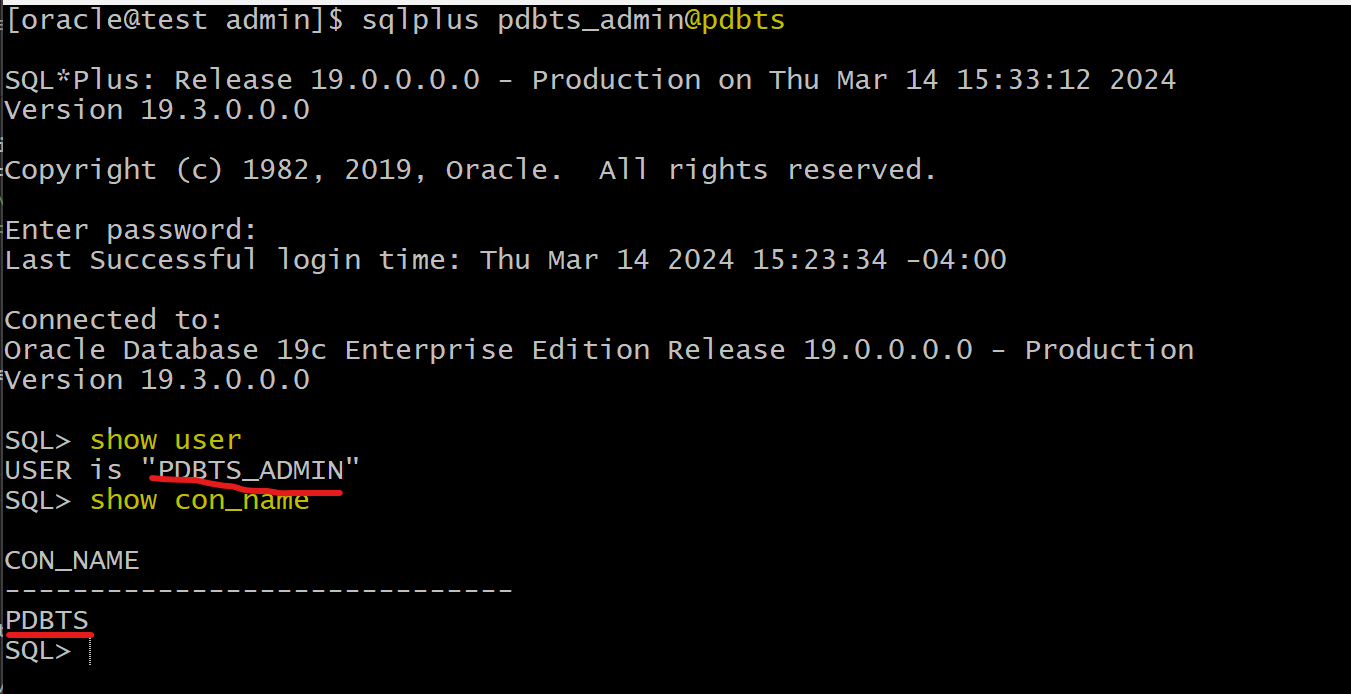 [oracle@test admin]$ sqlplus pdbts_admin@pdbts
SQL*Plus: Release 19.0.0.0.0 - Production on Thu Mar 14 15:33:12 2024
Version 19.3.0.0.0
Copyright (c) 1982, 2019, Oracle.  All rights reserved.
Enter password:
Last Successful login time: Thu Mar 14 2024 15:23:34 -04:00
Connected to:
Oracle Database 19c Enterprise Edition Release 19.0.0.0.0 - Production
Version 19.3.0.0.0
SQL> show user
USER is "PDBTS_ADMIN"
SQL> show con_name
CON_NAME
------------------------------
PDBTS
SQL>